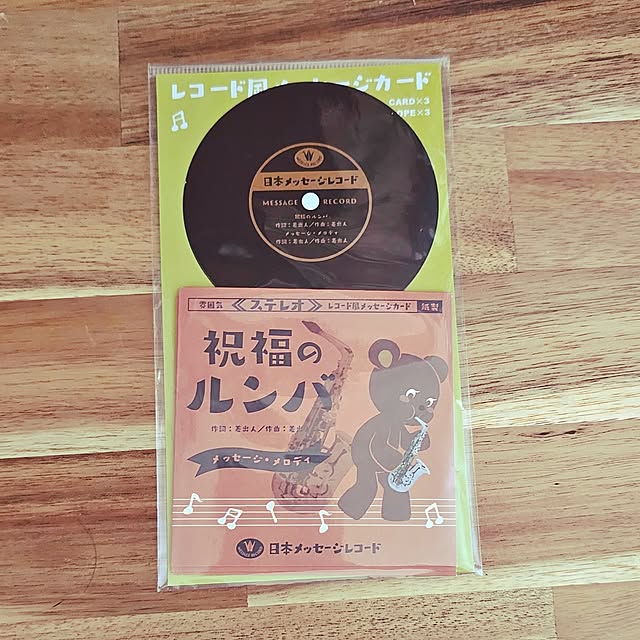 レコード風メッセージカード
CARD×3
OPE×3
日本メッセージレコード
MESSAGE RECORD
祝福のルンバ
作詞:差出人/作曲:差出人
メッセージ・メロディ
作詞:差出人/作曲:差出人
雰囲気 《ステレオ》 レコード風メッセージカード 紙製
祝福の
ルンバ
作詞:差出人/作曲:差出
メッセージ・メロディ
日本メッセージレコード